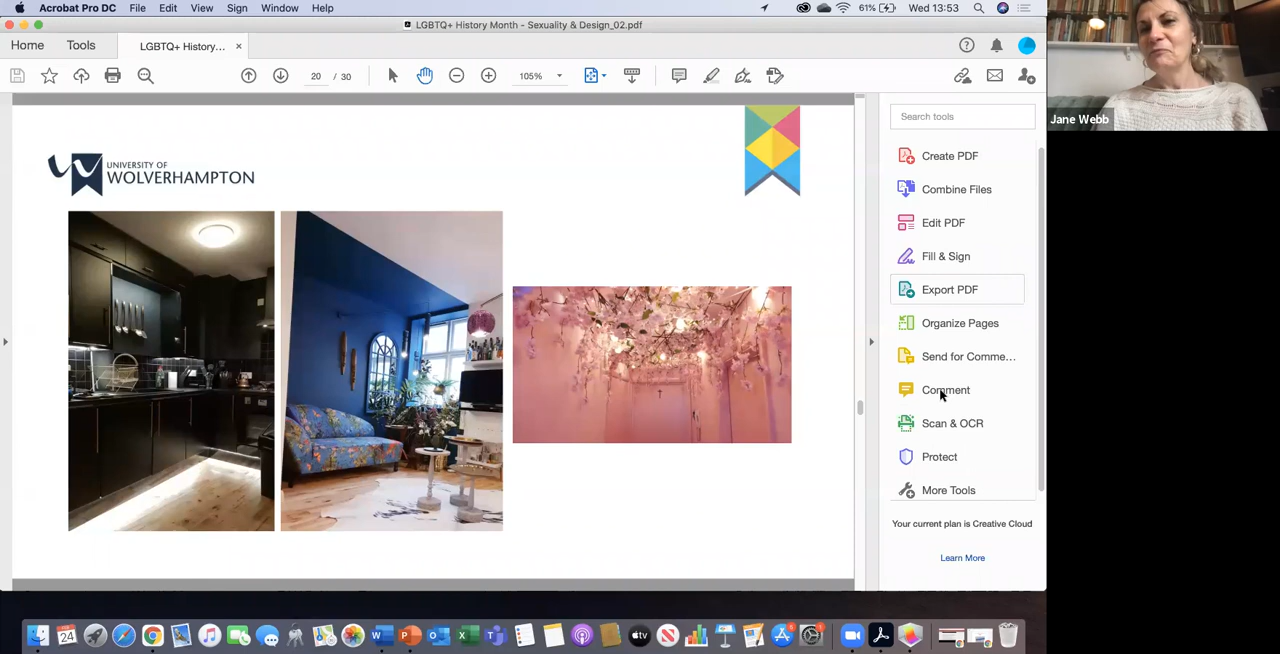 Acrobat Pro DC File Edit View Sign Window Help 61% Wed 13:53
LGBTQ+ History Month - Sexuality & Design_02.pdf
Home Tools LGBTQ+ History... ×
20 / 30 105%
Search tools
UNIVERSITY OF
WOLVERHAMPTON
Create PDF
Combine Files
Edit PDF
Fill & Sign
Export PDF
Organize Pages
Send for Comme...
Comment
Scan & OCR
Protect
More Tools
Your current plan is Creative Cloud
Learn More
Jane Webb
24
tv